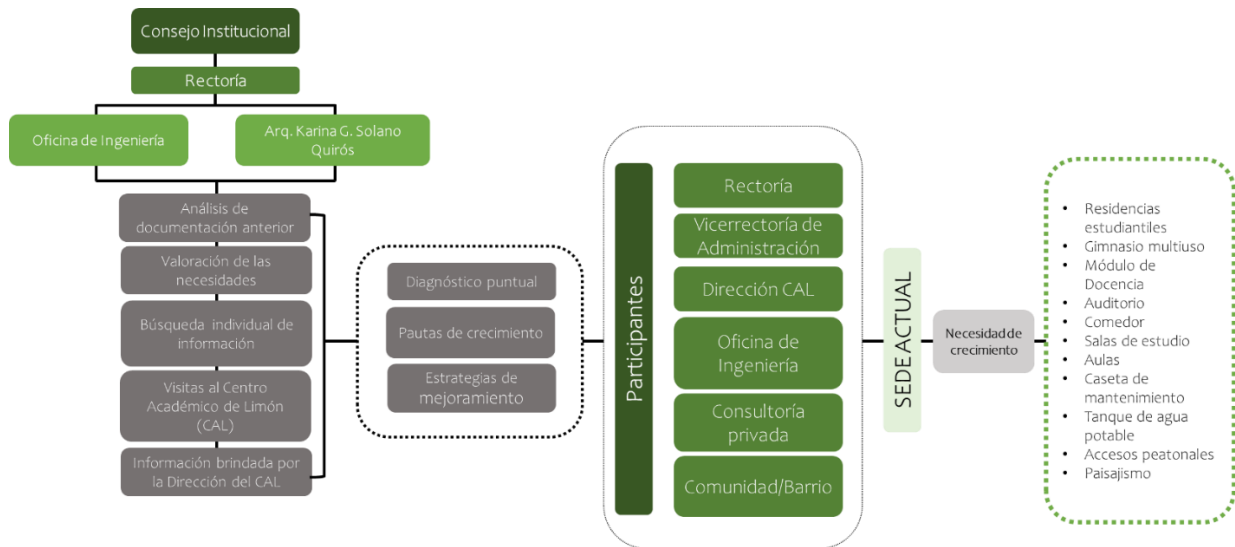 Consejo Institucional
Rectoría
Oficina de Ingeniería
Arq. Karina G. Solano
Quirós
Análisis de
documentación anterior
Valoración de las
necesidades
Búsqueda individual de
información
Visitas al Centro
Académico de Limón
(CAL)
Información brindada por
la Dirección del CAL
Diagnóstico puntual
Pautas de crecimiento
Estrategias de
mejoramiento
Participantes
Rectoría
Vicerrectoría de
Administración
Dirección CAL
Oficina de
Ingeniería
Consultoría
privada
Comunidad/Barrio
SEDE ACTUAL
Necesidad de
crecimiento
• Residencias
estudiantiles
• Gimnasio multiuso
• Módulo de
Docencia
• Auditorio
• Comedor
• Salas de estudio
• Aulas
• Caseta de
mantenimiento
• Tanque de agua
potable
• Accesos peatonales
• Paisajismo